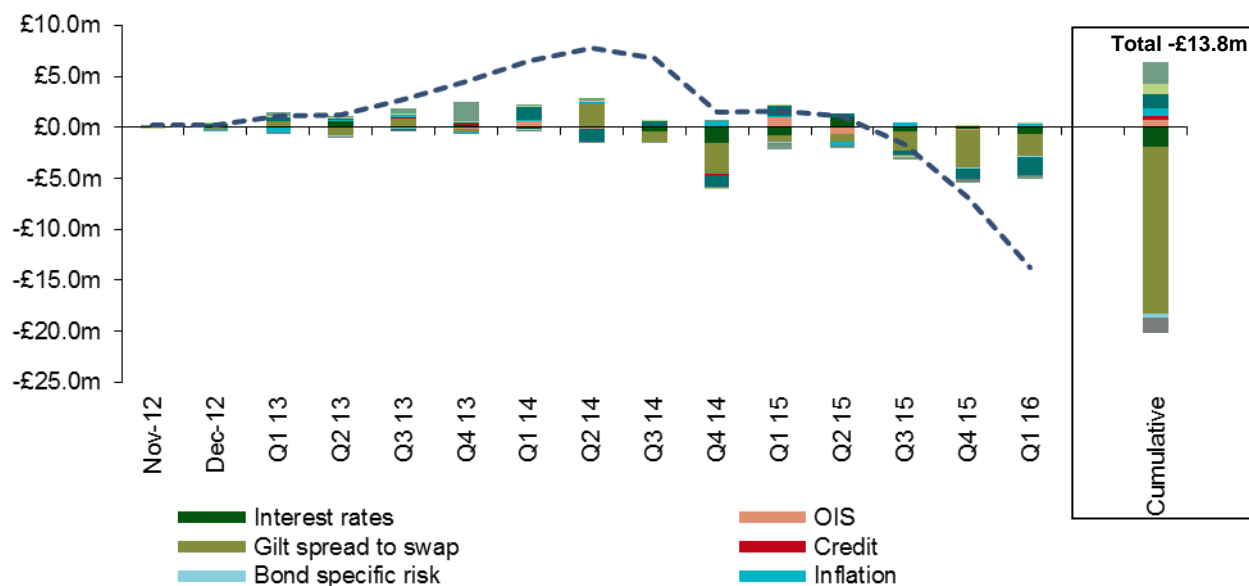 £10.0m
£5.0m
£0.0m
-£5.0m
-£10.0m
-£15.0m
-£20.0m
-£25.0m
Nov-12
Dec-12
Q1 13
Q2 13
Q3 13
Q4 13
Q1 14
Q2 14
Q3 14
Q4 14
Q1 15
Q2 15
Q3 15
Q4 15
Q1 16
Total -£13.8m
Cumulative
Interest rates
OIS
Gilt spread to swap
Credit
Bond specific risk
Inflation